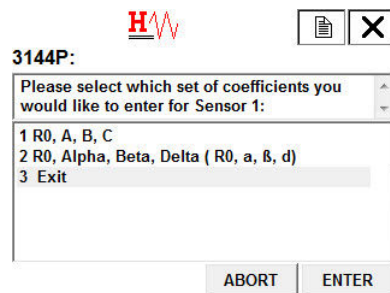 H
3144P:
Please select which set of coefficients you
would like to enter for Sensor 1:
1 R0, A, B, C
2 R0, Alpha, Beta, Delta ( R0, a, ß, d)
3 Exit
ABORT ENTER